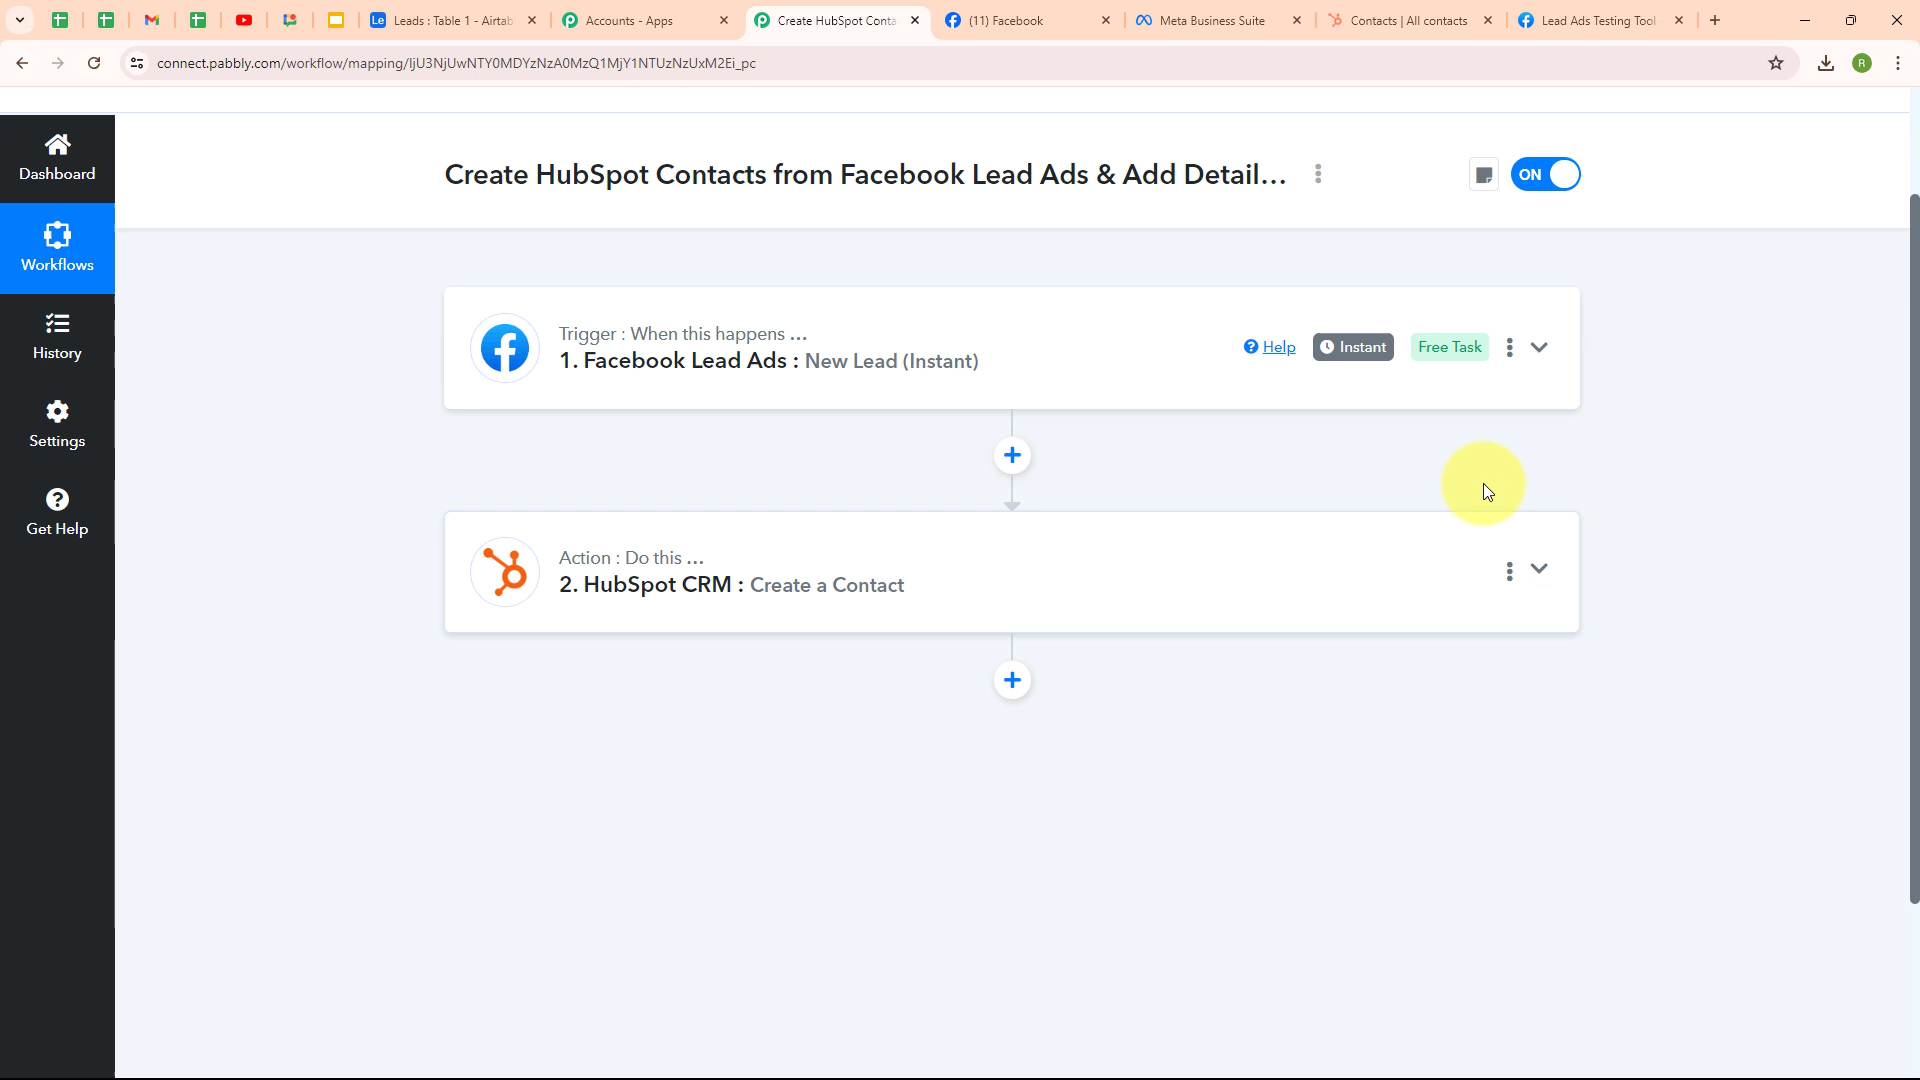 Leads : Table 1 - Airtab
Accounts - Apps
Create HubSpot Conta
(11) Facebook
Meta Business Suite
Contacts | All contacts
Lead Ads Testing Tool
connect.pabbly.com/workflow/mapping/IjU3NjUwNTY0MDYzNzA0MzQ1MjY1NTUzNzUxM2Ei_pc
R
Dashboard
Workflows
History
Settings
Get Help
Create HubSpot Contacts from Facebook Lead Ads & Add Detail...
ON
Trigger : When this happens ...
1. Facebook Lead Ads : New Lead (Instant)
Help
Instant
Free Task
Action : Do this ...
2. HubSpot CRM : Create a Contact